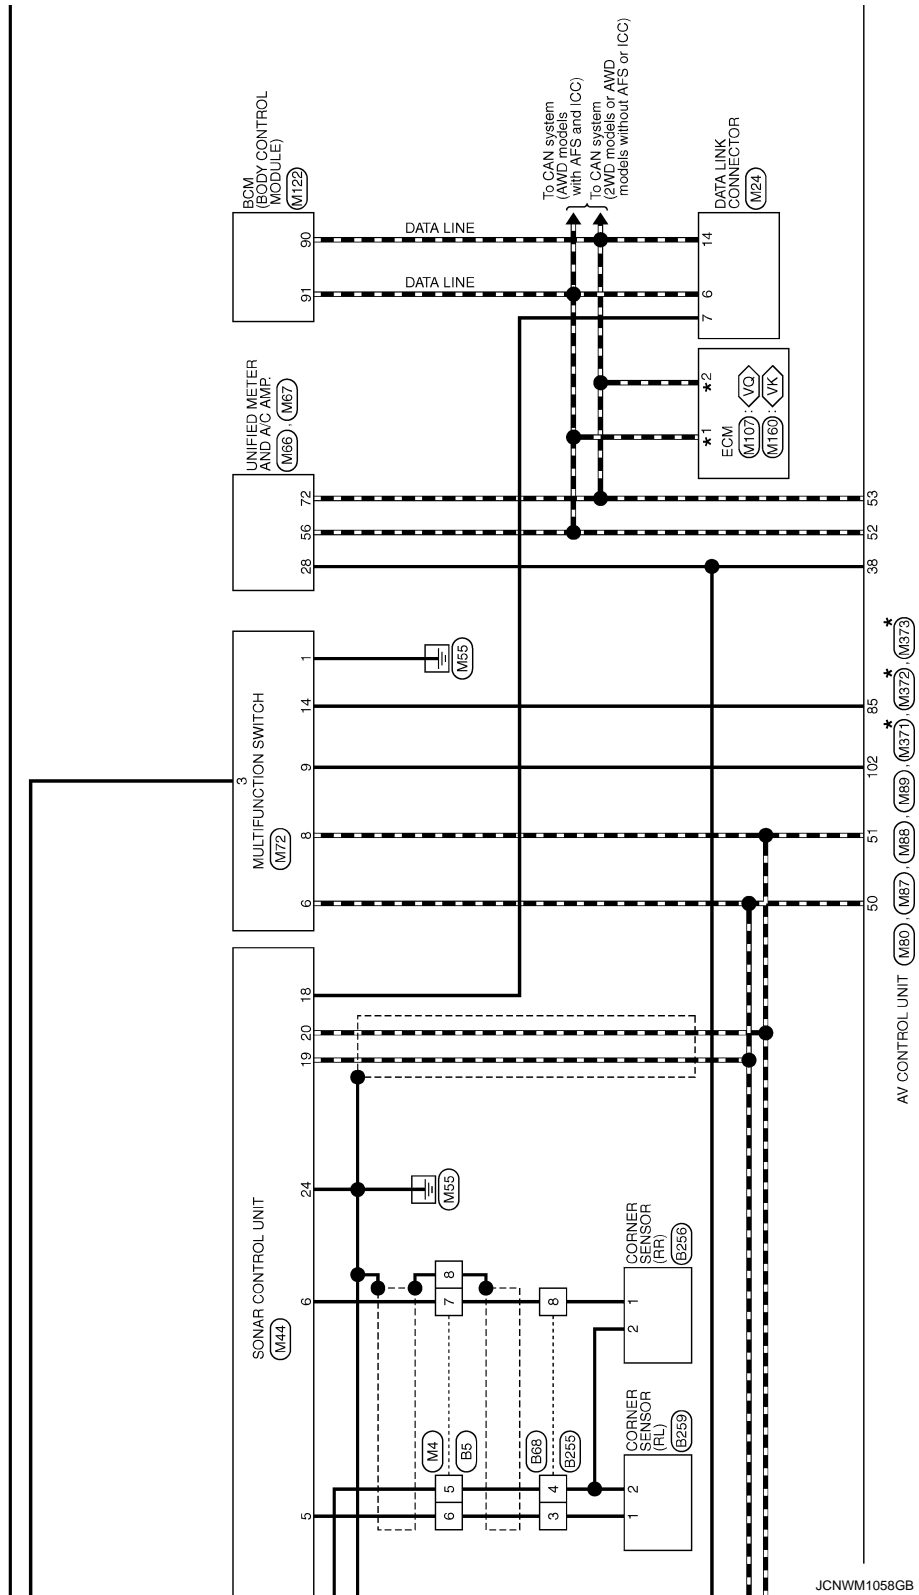 BCM
(BODY CONTROL
MODULE)
M122
90
91
DATA LINE
DATA LINE
To CAN system
(AWD models
with AFS and ICC)
To CAN system
(2WD models or AWD
models without AFS or ICC)
DATA LINK
CONNECTOR
M24
14
6
7
UNIFIED METER
AND A/C AMP.
M66 , M67
72
56
28
*2
*1
ECM
M107 : VQ
M160 : VK
53
52
38
MULTIFUNCTION SWITCH
M72
3
1
14
9
8
6
M55
85
102
51
50
AV CONTROL UNIT M80 , M87 , M88 , M89 , M371 * , M372 * , M373 *
SONAR CONTROL UNIT
M44
18
20
19
24
6
5
M55
8
7
8
M4
B5
B68
B255
5
6
4
3
CORNER
SENSOR
(RR)
B256
1
2
CORNER
SENSOR
(RL)
B259
2
1
JCNWM1058GB